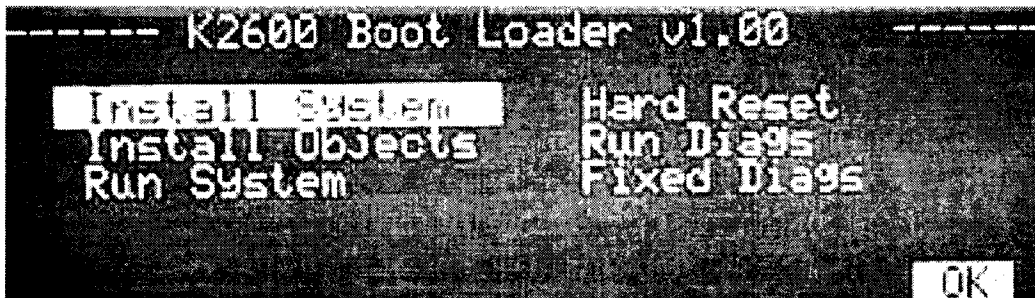 ------ K2600 Boot Loader v1.00 ------
Install System
Install Objects
Run System
Hard Reset
Run Diags
Fixed Diags
OK